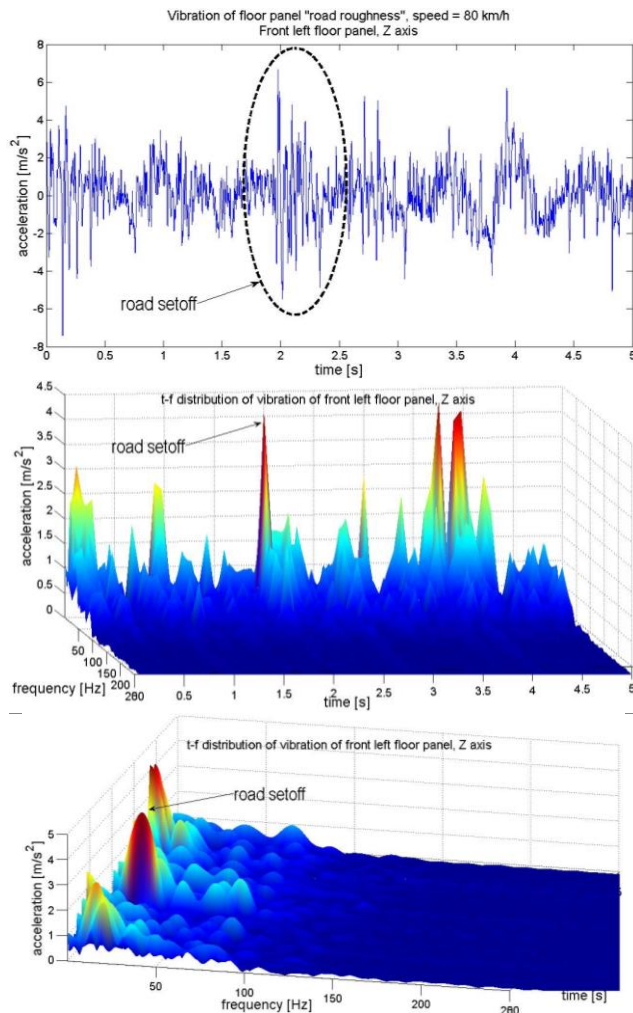 Vibration of floor panel "road roughness", speed = 80 km/h
Front left floor panel, Z axis
8
6
4
2
0
-2
-4
-6
-8
acceleration [m/s²]
road setoff
0 0.5 1 1.5 2 2.5 3 3.5 4 4.5 5
time [s]
t-f distribution of vibration of front left floor panel, Z axis
road setoff
4.5
4
3.5
3
2.5
2
1.5
1
0.5
0
acceleration [m/s²]
50
100
150
200
260
frequency [Hz]
0.5 1 1.5 2 2.5 3 3.5 4 4.5 5
time [s]
t-f distribution of vibration of front left floor panel, Z axis
road setoff
5
4
3
2
1
0
acceleration [m/s²]
50 100 150 200 260
frequency [Hz]
time [s]